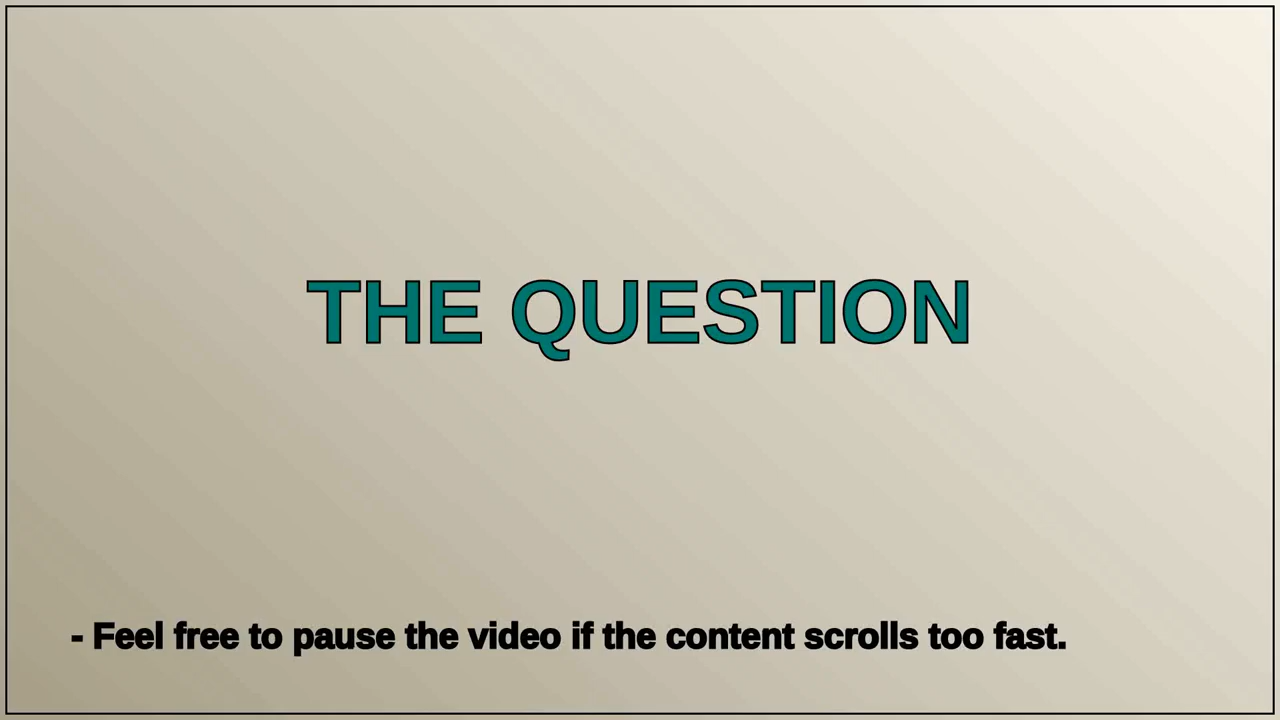 THE QUESTION
- Feel free to pause the video if the content scrolls too fast.